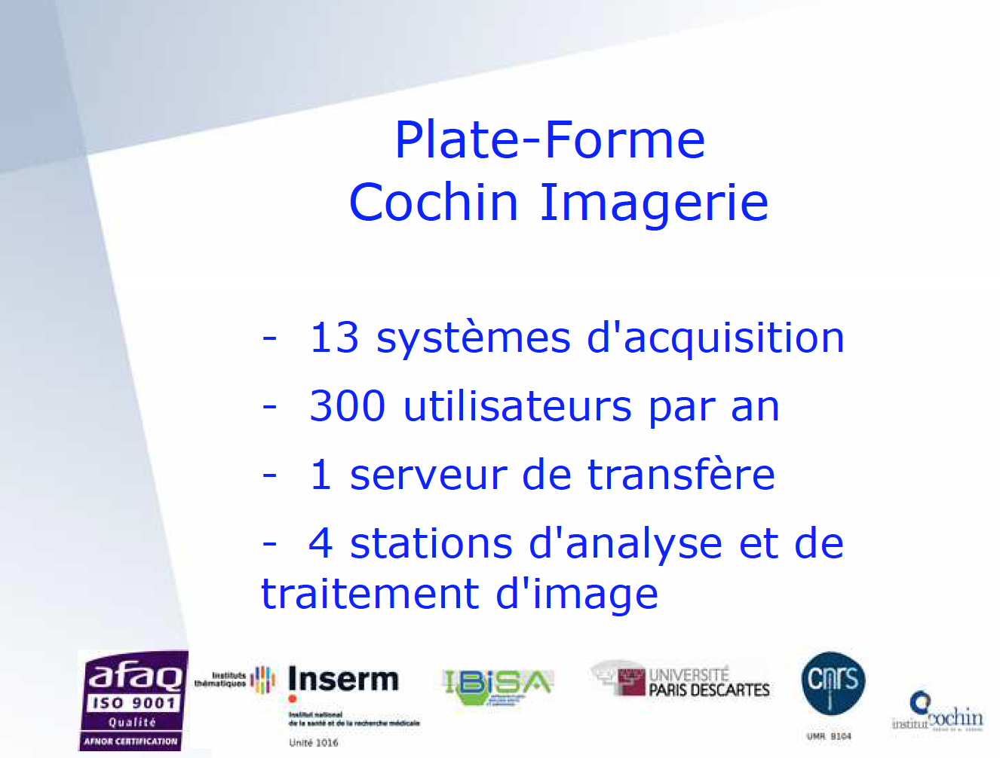 Plate-Forme
Cochin Imagerie
- 13 systèmes d'acquisition
- 300 utilisateurs par an
- 1 serveur de transfère
- 4 stations d'analyse et de
traitement d'image
afaq
ISO 9001
Qualité
AFNOR CERTIFICATION
Instituts
thématiques
Inserm
Institut national
de la santé et de la recherche médicale
Unité 1016
IBiSA
UNIVERSITÉ
PARIS DESCARTES
cnrs
UMR 8104
institut cochin